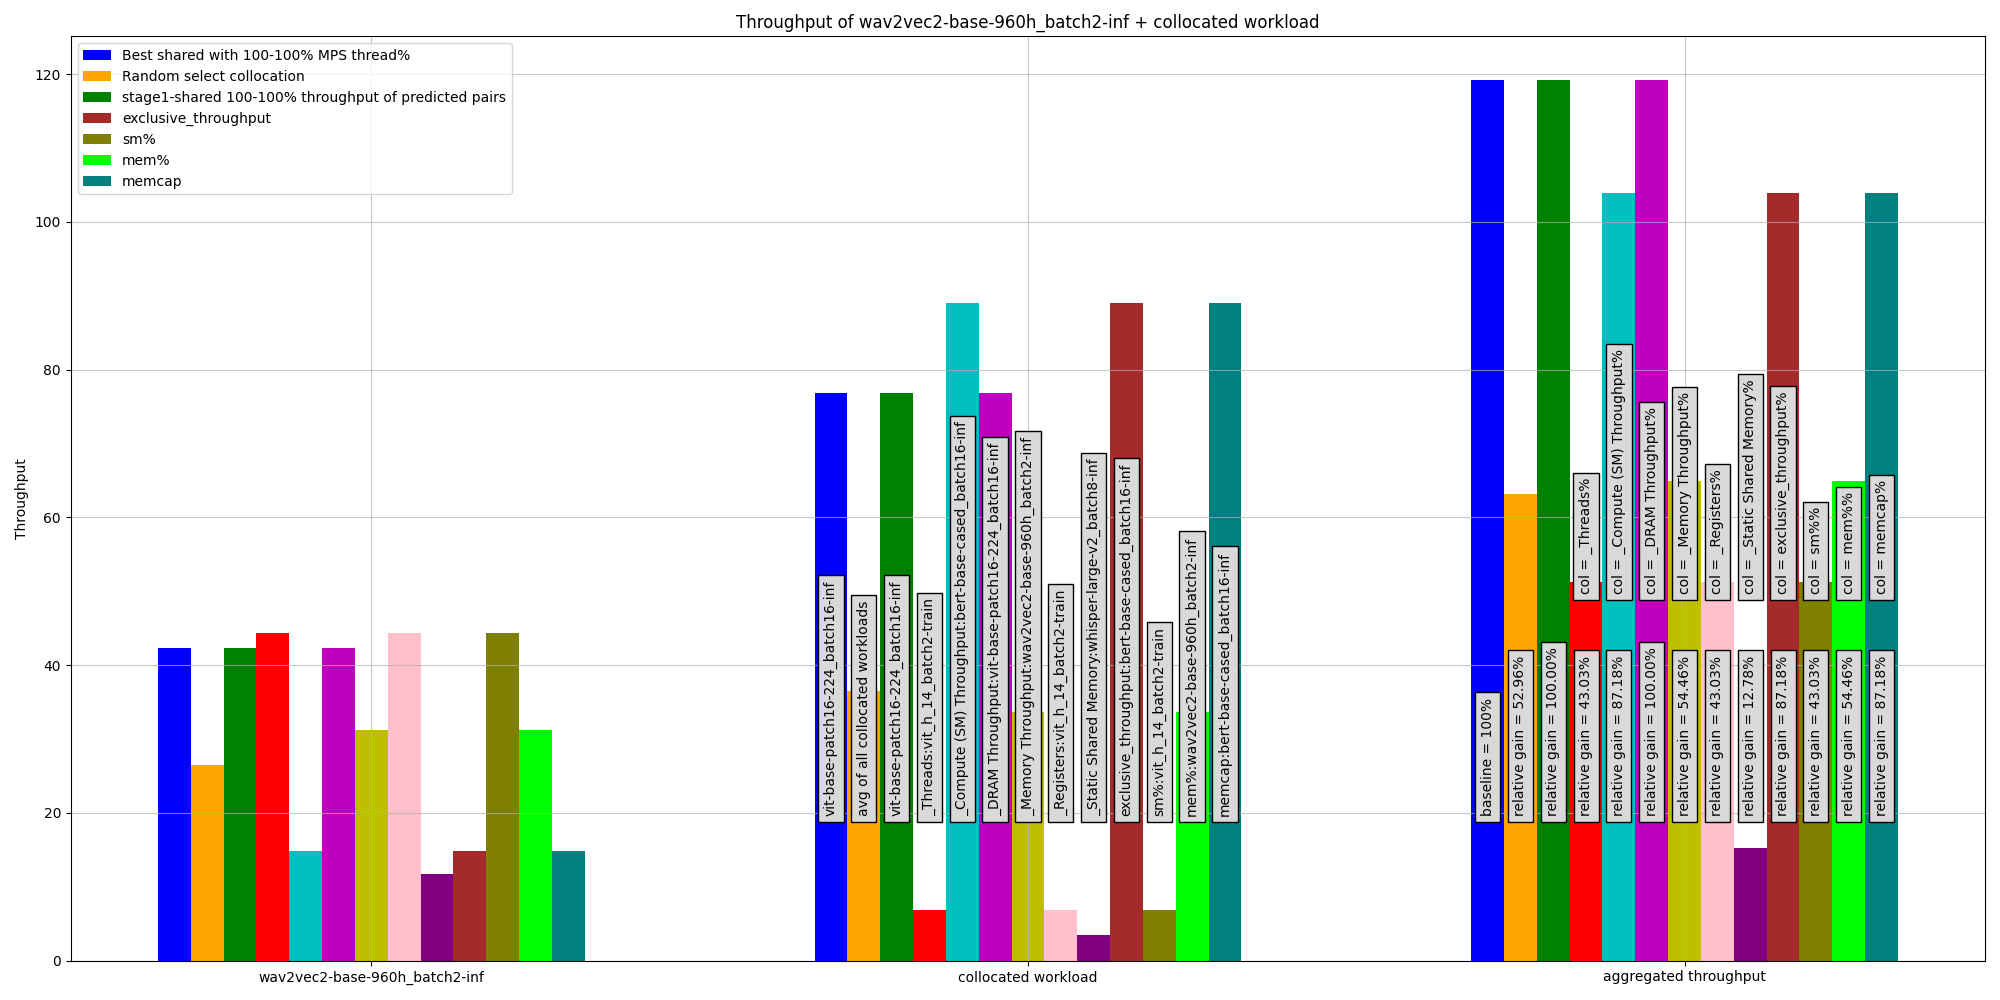 Throughput of wav2vec2-base-960h_batch2-inf + collocated workload
Best shared with 100-100% MPS thread%
Random select collocation
stage1-shared 100-100% throughput of predicted pairs
exclusive_throughput
sm%
mem%
memcap
Throughput
120
100
80
60
40
20
0
vit-base-patch16-224_batch16-inf
avg of all collocated workloads
vit-base-patch16-224_batch16-inf
_Threads:vit_h_14_batch2-train
_Compute (SM) Throughput:bert-base-cased_batch16-inf
_DRAM Throughput:vit-base-patch16-224_batch16-inf
_Memory Throughput:wav2vec2-base-960h_batch2-inf
_Registers:vit_h_14_batch2-train
_Static Shared Memory:whisper-large-v2_batch8-inf
exclusive_throughput:bert-base-cased_batch16-inf
sm%:vit_h_14_batch2-train
mem%:wav2vec2-base-960h_batch2-inf
memcap:bert-base-cased_batch16-inf
col = _Threads%
col = _Compute (SM) Throughput%
col = _DRAM Throughput%
col = _Memory Throughput%
col = _Registers%
col = _Static Shared Memory%
col = exclusive_throughput%
col = sm%%
col = mem%%
col = memcap%
baseline = 100%
relative gain = 52.96%
relative gain = 100.00%
relative gain = 43.03%
relative gain = 87.18%
relative gain = 100.00%
relative gain = 54.46%
relative gain = 43.03%
relative gain = 12.78%
relative gain = 87.18%
relative gain = 43.03%
relative gain = 54.46%
relative gain = 87.18%
wav2vec2-base-960h_batch2-inf
collocated workload
aggregated throughput